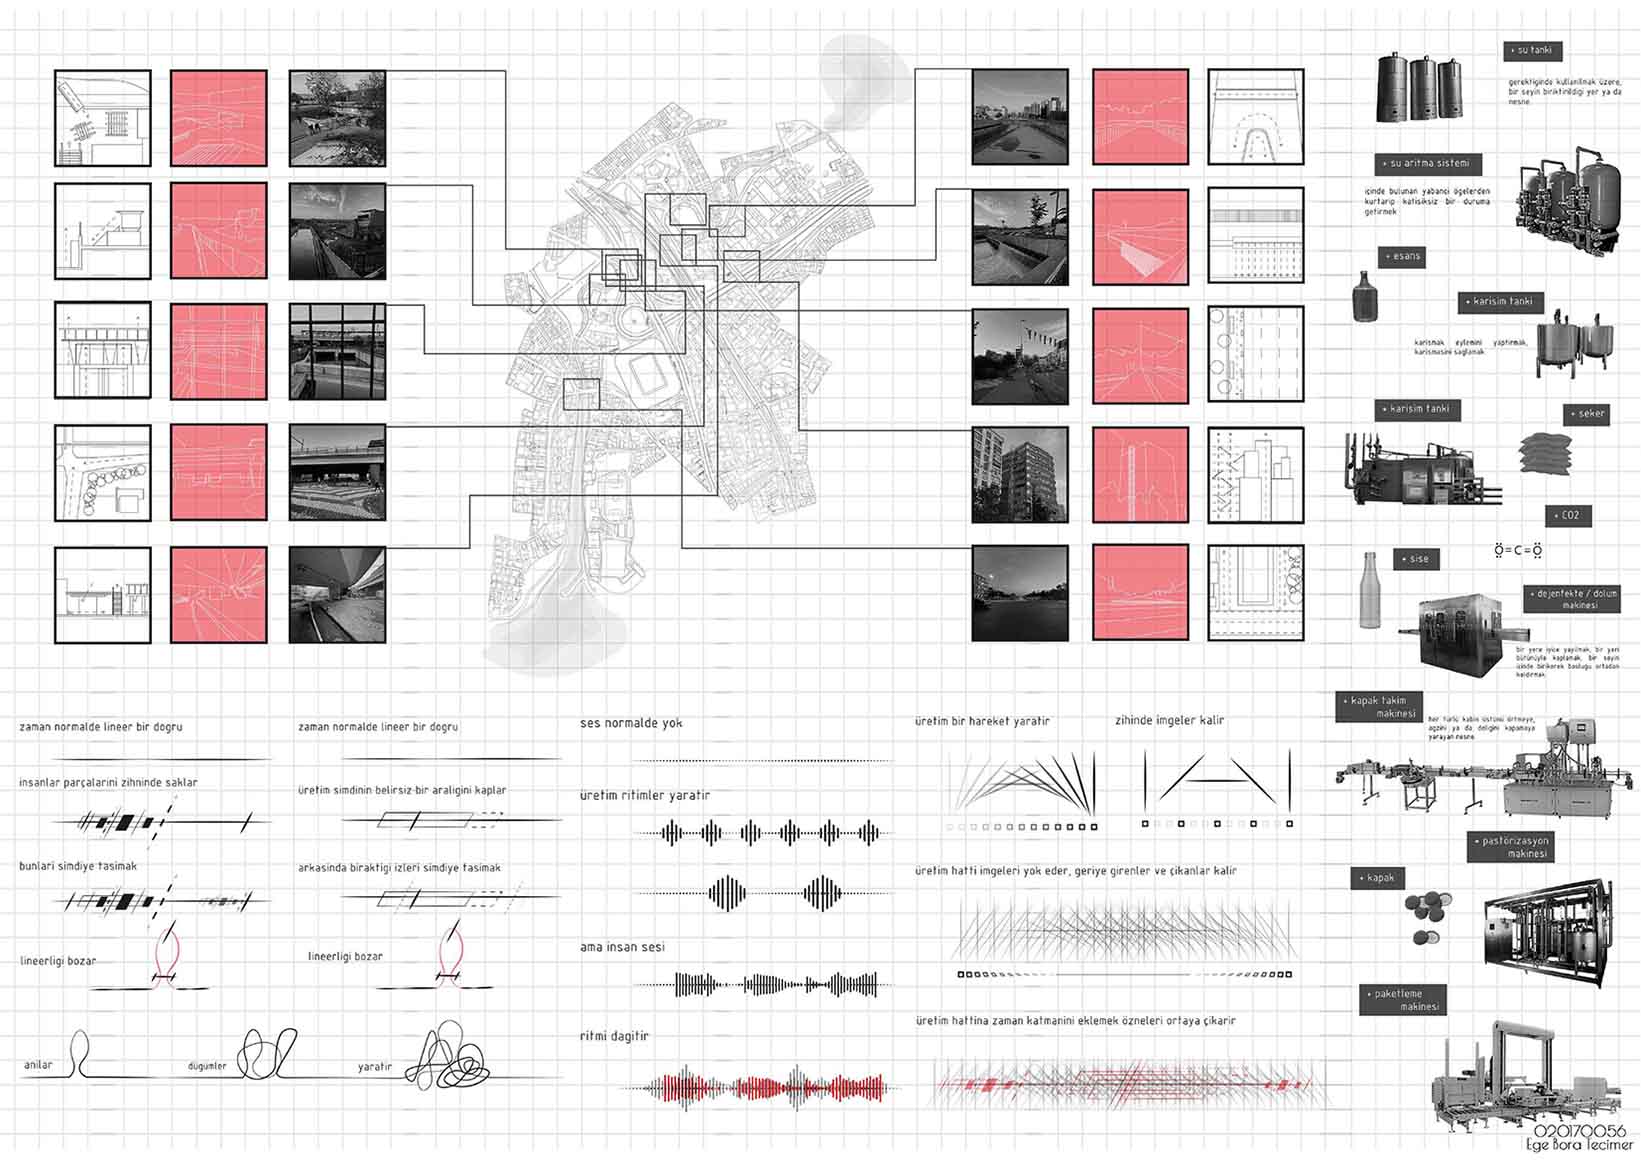 + su tanki
gerektiginde kullanilmak üzere,
bir seyin biriktirildigi yer ya da
nesne.
+ su aritma sistemi
içinde bulunan yabanci ögelerden
kurtarip katisiksiz bir duruma
getirmek
+ esans
+ karisim tanki
karismak eylemini yaptirmak,
karismasini saglamak.
+ karisim tanki
+ seker
+ CO2
O=C=O
+ sise
+ dejenfekte / dolum
makinesi
bir yere iyice yayilmak, bir yeri
bütünüyle kaplamak, bir seyin
içinde birikerek boslugu ortadan
kaldirmak.
+ kapak takim
makinesi
her türlü kabin üstünü örtmeye,
agzini ya da deligini kapamaya
yarayan nesne
+ pastörizasyon
makinesi
+ kapak
+ paketleme
makinesi
zaman normalde lineer bir dogru
insanlar parçalarini zihninde saklar
bunlari simdiye tasimak
lineerligi bozar
anilar
zaman normalde lineer bir dogru
üretim simdinin belirsiz bir araligini kaplar
arkasinda biraktigi izleri simdiye tasimak
lineerligi bozar
dügümler
yaratir
ses normalde yok
üretim ritimler yaratir
ama insan sesi
ritmi dagitir
üretim bir hareket yaratir
zihinde imgeler kalir
üretim hatti imgeleri yok eder, geriye girenler ve çikanlar kalir
üretim hattina zaman katmanini eklemek özneleri ortaya çikarir
020170056
Ege Bora Tecimer